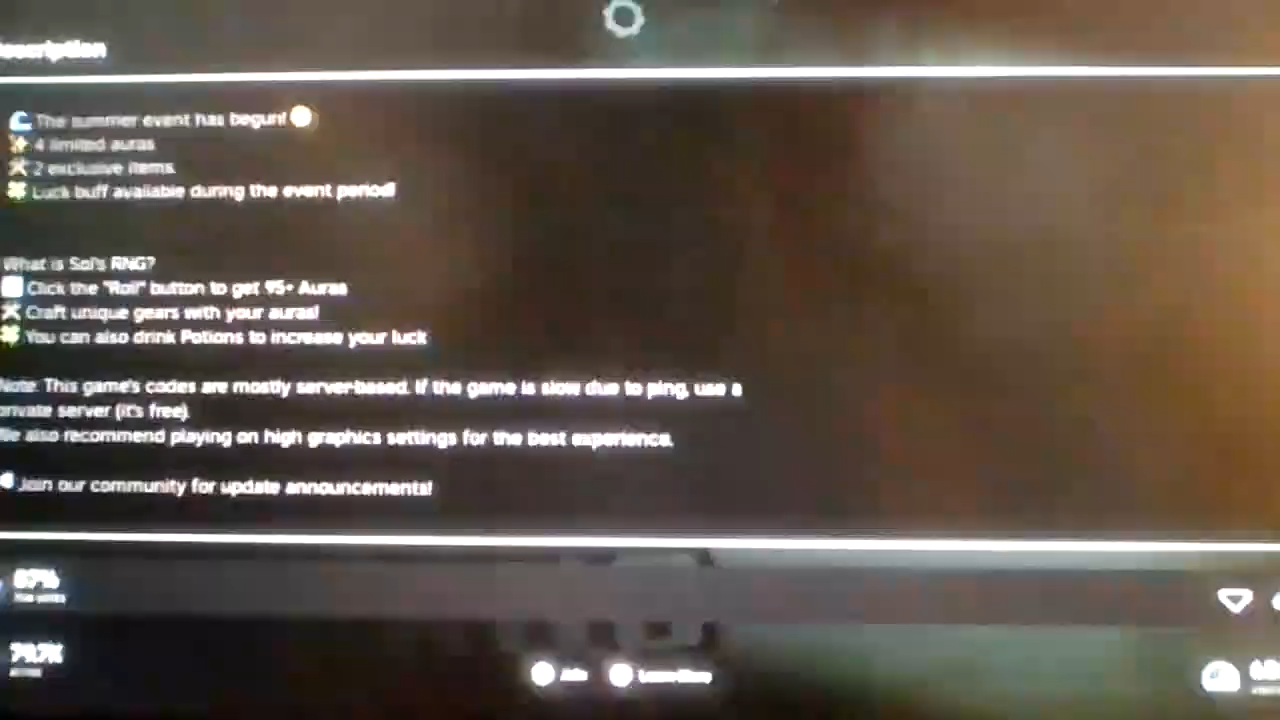 Description
The summer event has begun!
4 limited auras
2 exclusive items
Luck buff available during the event period!
What is Sol's RNG?
Click the "Roll" button to get 95+ Auras
Craft unique gears with your auras!
You can also drink Potions to increase your luck
Note: This game's codes are mostly server-based. If the game is slow due to ping, use a
private server (it's free).
We also recommend playing on high graphics settings for the best experience.
Join our community for update announcements!
87%
Join